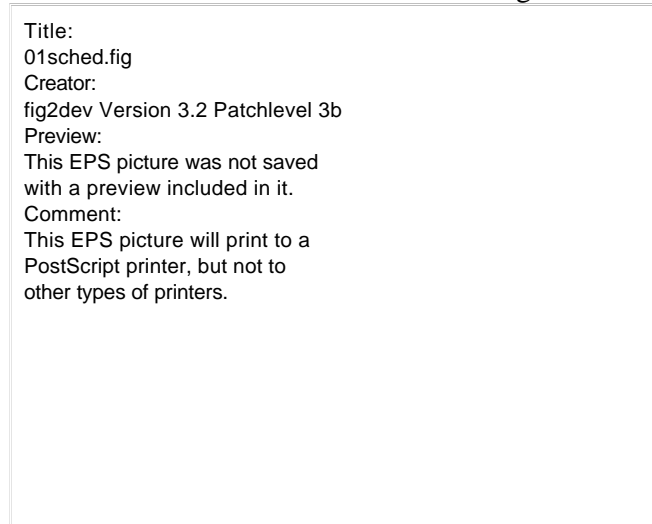 Title:
01sched.fig
Creator:
fig2dev Version 3.2 Patchlevel 3b
Preview:
This EPS picture was not saved
with a preview included in it.
Comment:
This EPS picture will print to a
PostScript printer, but not to
other types of printers.